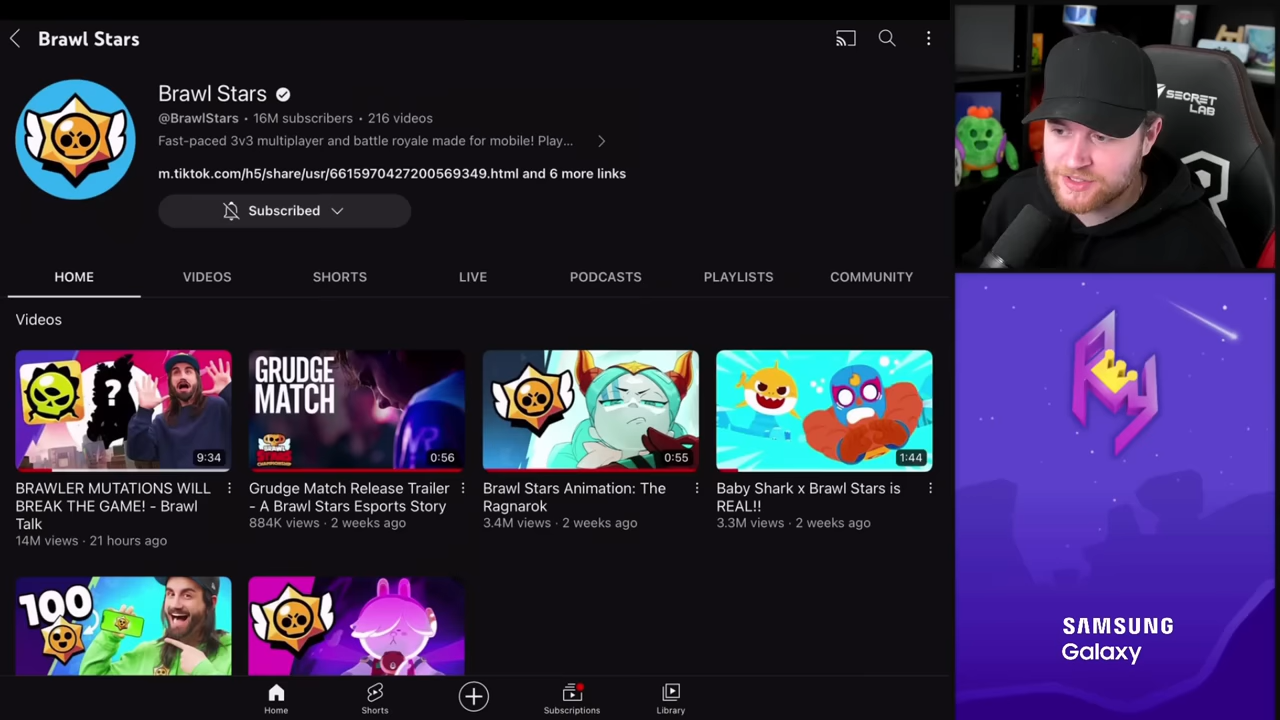 Brawl Stars
Brawl Stars
@BrawlStars • 16M subscribers • 216 videos
Fast-paced 3v3 multiplayer and battle royale made for mobile! Play...
m.tiktok.com/h5/share/usr/6615970427200569349.html and 6 more links
Subscribed
HOME
VIDEOS
SHORTS
LIVE
PODCASTS
PLAYLISTS
COMMUNITY
Videos
?
9:34
GRUDGE
MATCH
BRAWL
STARS
CHAMPIONSHIP
0:56
0:55
1:44
BRAWLER MUTATIONS WILL
BREAK THE GAME! - Brawl
Talk
14M views · 21 hours ago
Grudge Match Release Trailer
- A Brawl Stars Esports Story
884K views · 2 weeks ago
Brawl Stars Animation: The
Ragnarok
3.4M views · 2 weeks ago
Baby Shark x Brawl Stars is
REAL!!
3.3M views · 2 weeks ago
100
Home
Shorts
Subscriptions
Library
SECRET
LAB
Rey
SAMSUNG
Galaxy